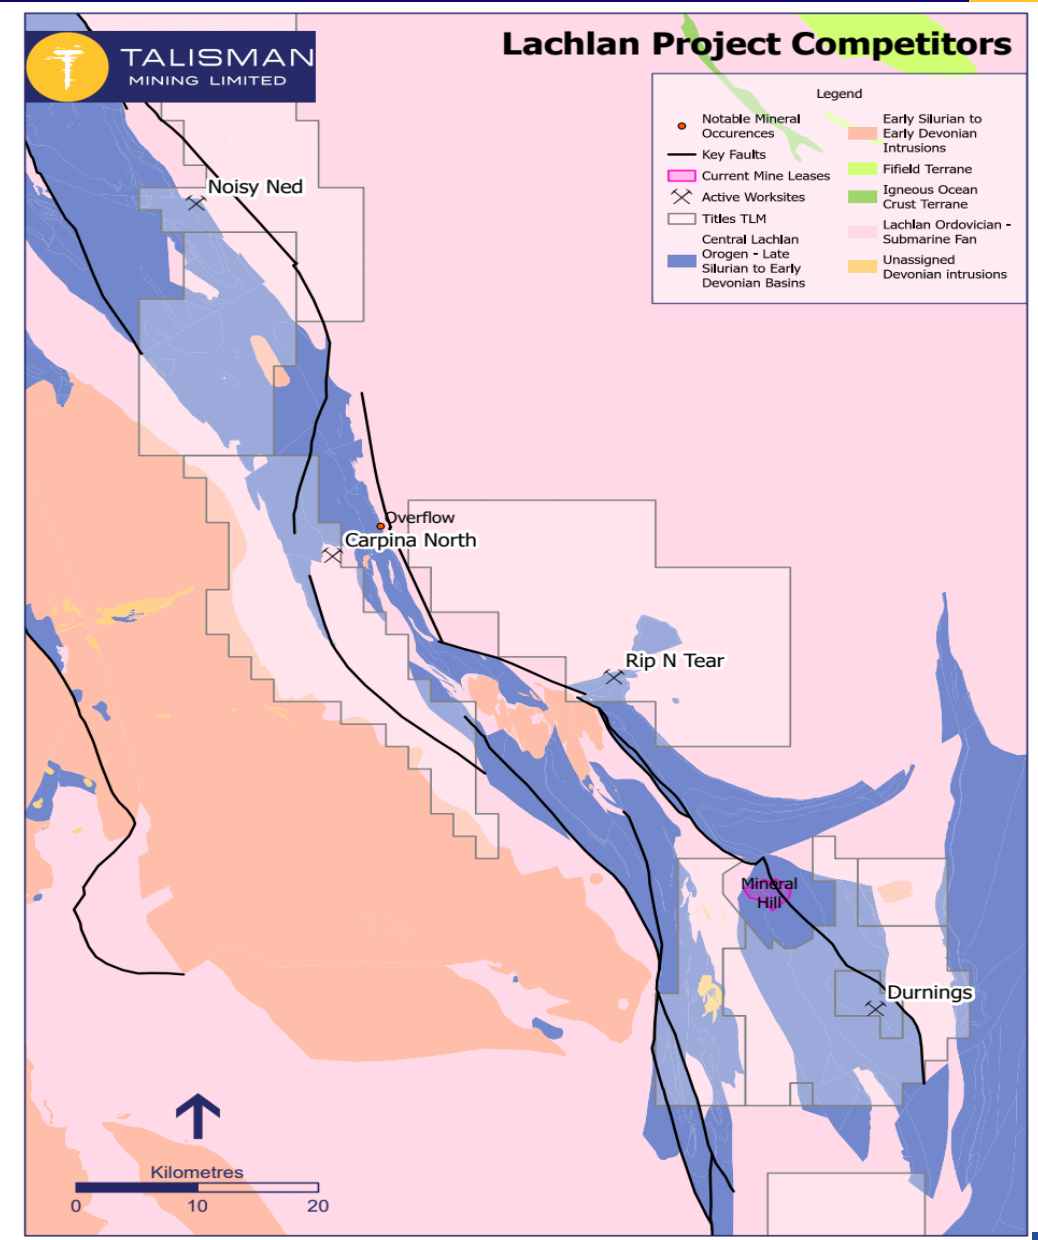 TALISMAN
MINING LIMITED
Lachlan Project Competitors
Legend
Notable Mineral
Occurences
Key Faults
Current Mine Leases
Active Worksites
Titles TLM
Central Lachlan
Orogen - Late
Silurian to Early
Devonian Basins
Early Silurian to
Early Devonian
Intrusions
Fifield Terrane
Igneous Ocean
Crust Terrane
Lachlan Ordovician -
Submarine Fan
Unassigned
Devonian intrusions
Noisy Ned
Overflow
Carpina North
Rip N Tear
Mineral
Hill
Durnings
Kilometres
0 10 20